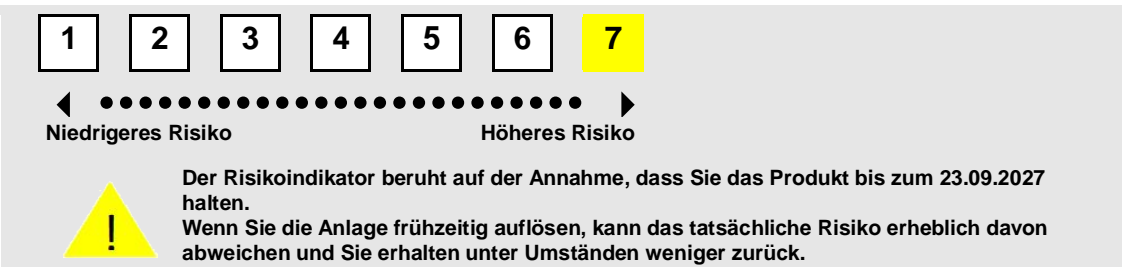 1 2 3 4 5 6 7
Niedrigeres Risiko Höheres Risiko
Der Risikoindikator beruht auf der Annahme, dass Sie das Produkt bis zum 23.09.2027
halten.
Wenn Sie die Anlage frühzeitig auflösen, kann das tatsächliche Risiko erheblich davon
abweichen und Sie erhalten unter Umständen weniger zurück.
!